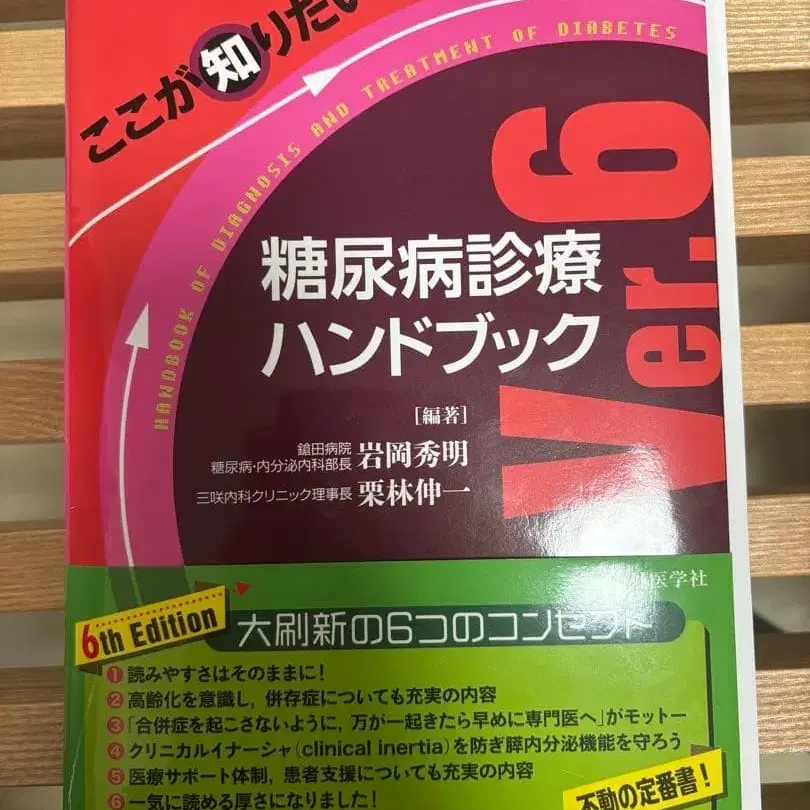 ここが知りたい
HANDBOOK OF DIAGNOSIS AND TREATMENT OF DIABETES
Ver.6
糖尿病診療
ハンドブック
[編著]
鎗田病院
糖尿病・内分泌内科部長 岩岡秀明
三咲内科クリニック理事長 栗林伸一
医学社
6th Edition
大刷新の6つのコンセプト
1 読みやすさはそのままに!
2 高齢化を意識し, 併存症についても充実の内容
3 「合併症を起こさないように, 万が一起きたら早めに専門医へ」がモットー
4 クリニカルイナーシャ(clinical inertia)を防ぎ膵内分泌機能を守ろう
5 医療サポート体制, 患者支援についても充実の内容
6 一気に読める厚さになりました!
不動の定番書!